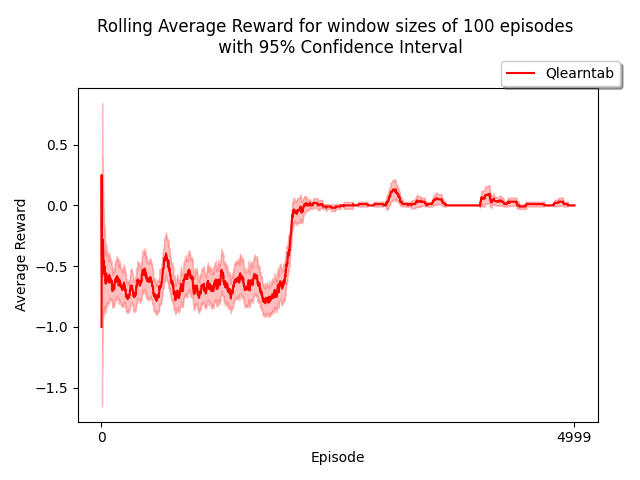 Rolling Average Reward for window sizes of 100 episodes
with 95% Confidence Interval
Qlearntab
Average Reward
0.5
0.0
−0.5
−1.0
−1.5
0
4999
Episode